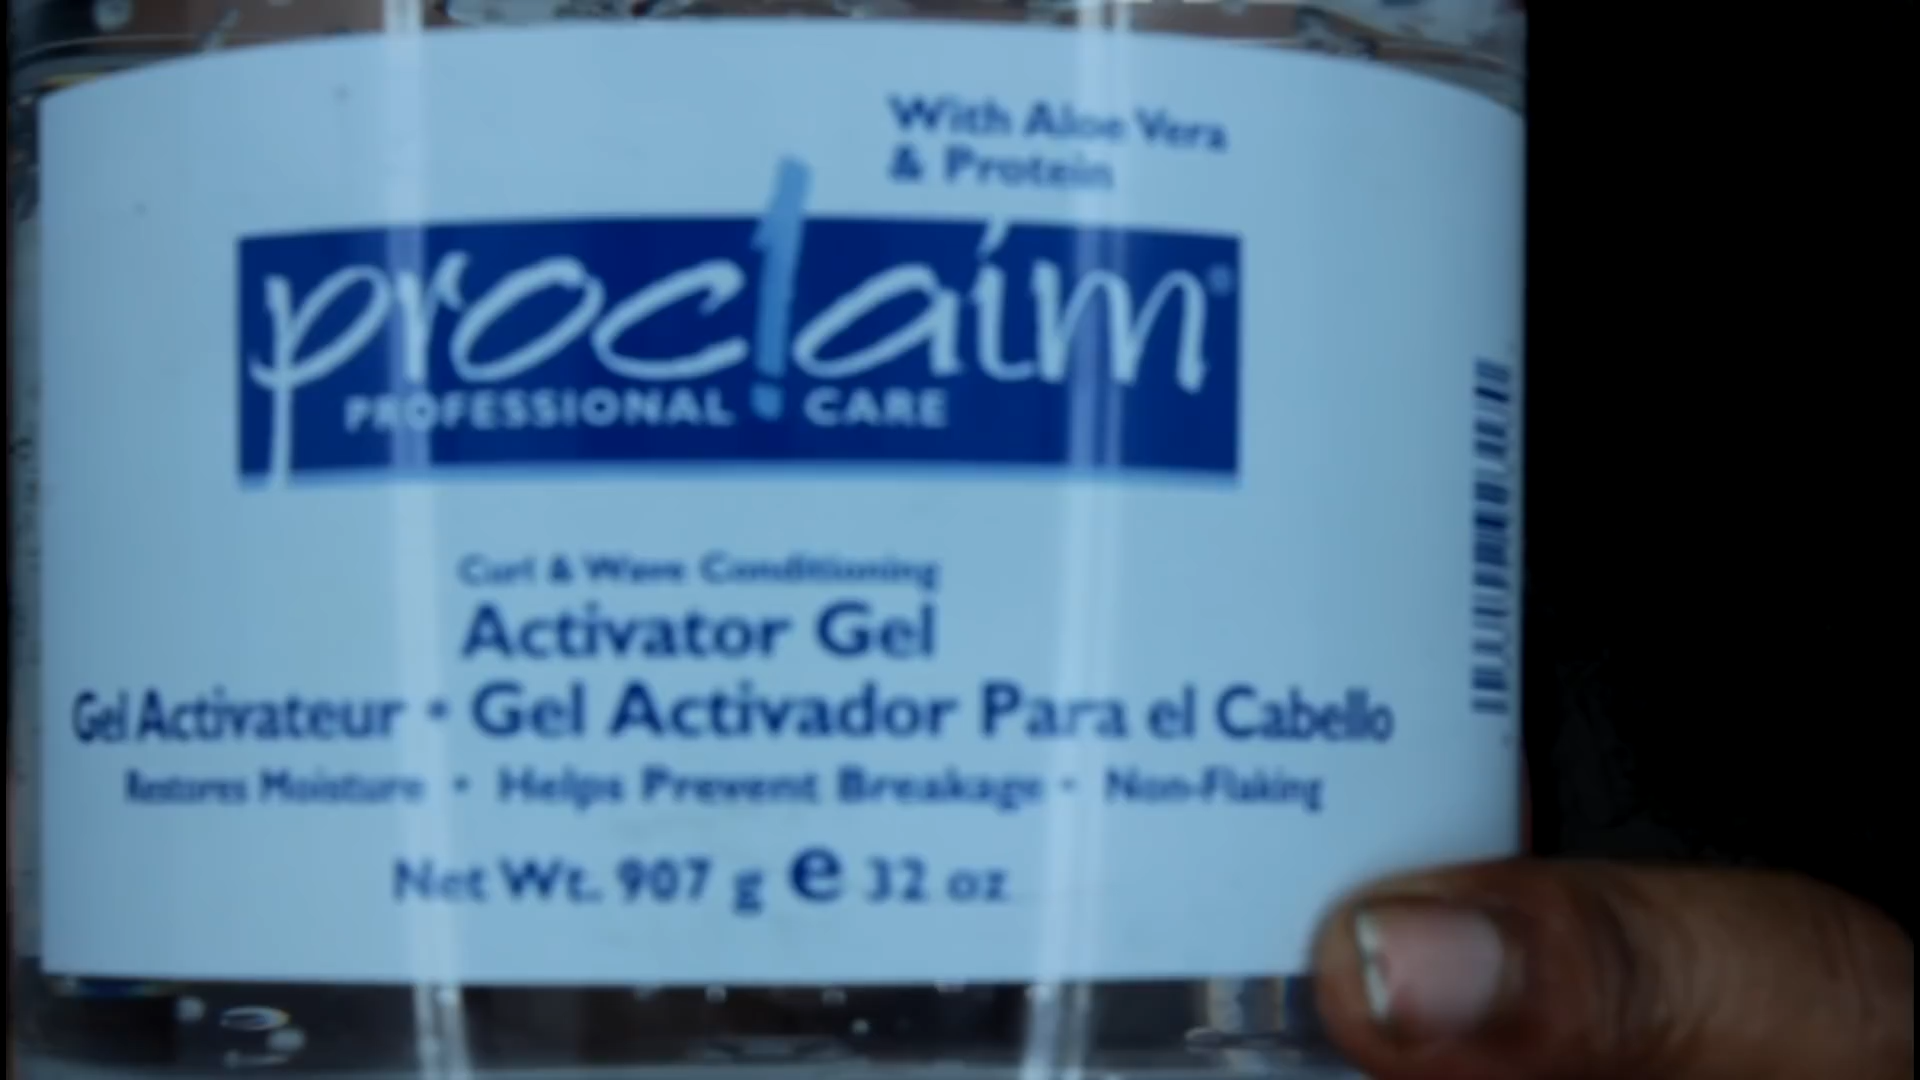 With Aloe Vera
& Protein
proclaim®
PROFESSIONAL CARE
Curl & Wave Conditioning
Activator Gel
Gel Activateur • Gel Activador Para el Cabello
Restores Moisture • Helps Prevent Breakage • Non-Flaking
Net Wt. 907 g e 32 oz